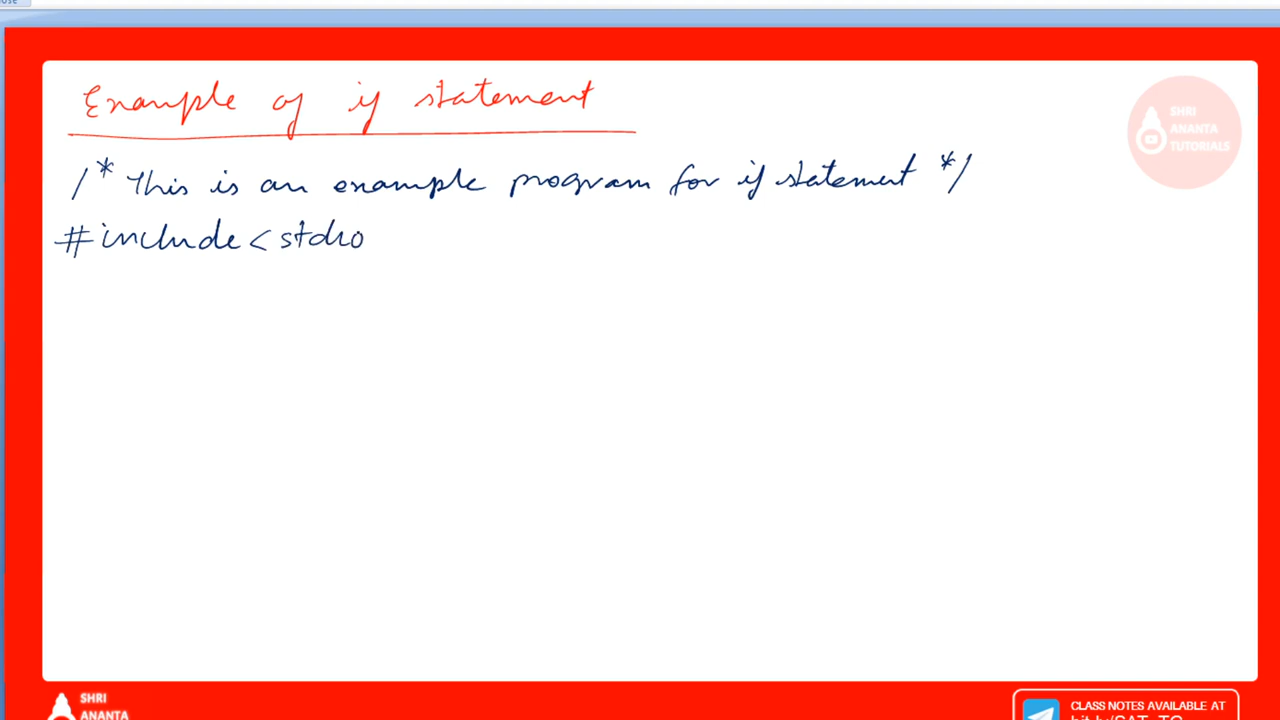 Example of if statement
/* This is an example program for if statement */
#include < stdio
SHRI
ANANTA
TUTORIALS
SHRI
ANANTA
CLASS NOTES AVAILABLE AT